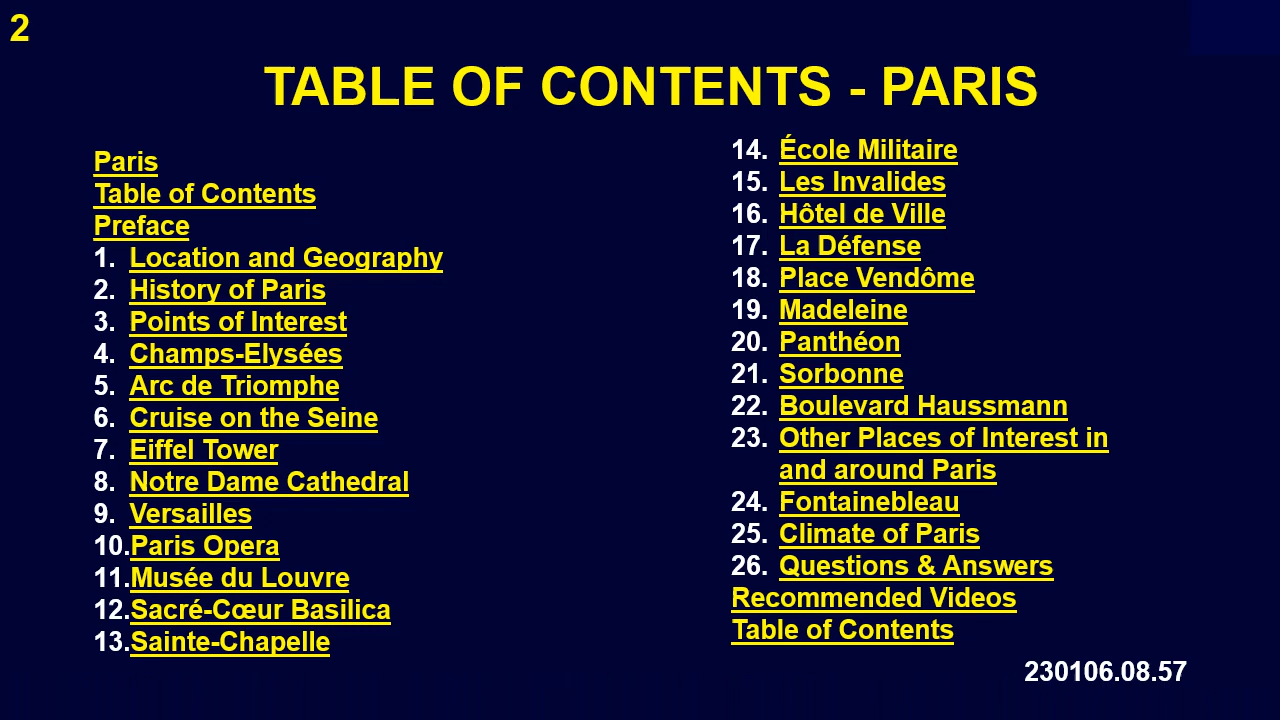 2
TABLE OF CONTENTS - PARIS
Paris
Table of Contents
Preface
1. Location and Geography
2. History of Paris
3. Points of Interest
4. Champs-Elysées
5. Arc de Triomphe
6. Cruise on the Seine
7. Eiffel Tower
8. Notre Dame Cathedral
9. Versailles
10.Paris Opera
11.Musée du Louvre
12.Sacré-Cœur Basilica
13.Sainte-Chapelle
14. École Militaire
15. Les Invalides
16. Hôtel de Ville
17. La Défense
18. Place Vendôme
19. Madeleine
20. Panthéon
21. Sorbonne
22. Boulevard Haussmann
23. Other Places of Interest in
and around Paris
24. Fontainebleau
25. Climate of Paris
26. Questions & Answers
Recommended Videos
Table of Contents
230106.08.57